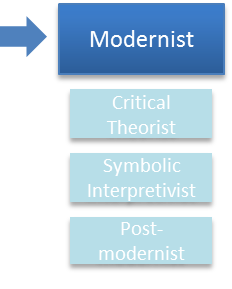 Modernist
Critical
Theorist
Symbolic
Interpretivist
Post-
modernist